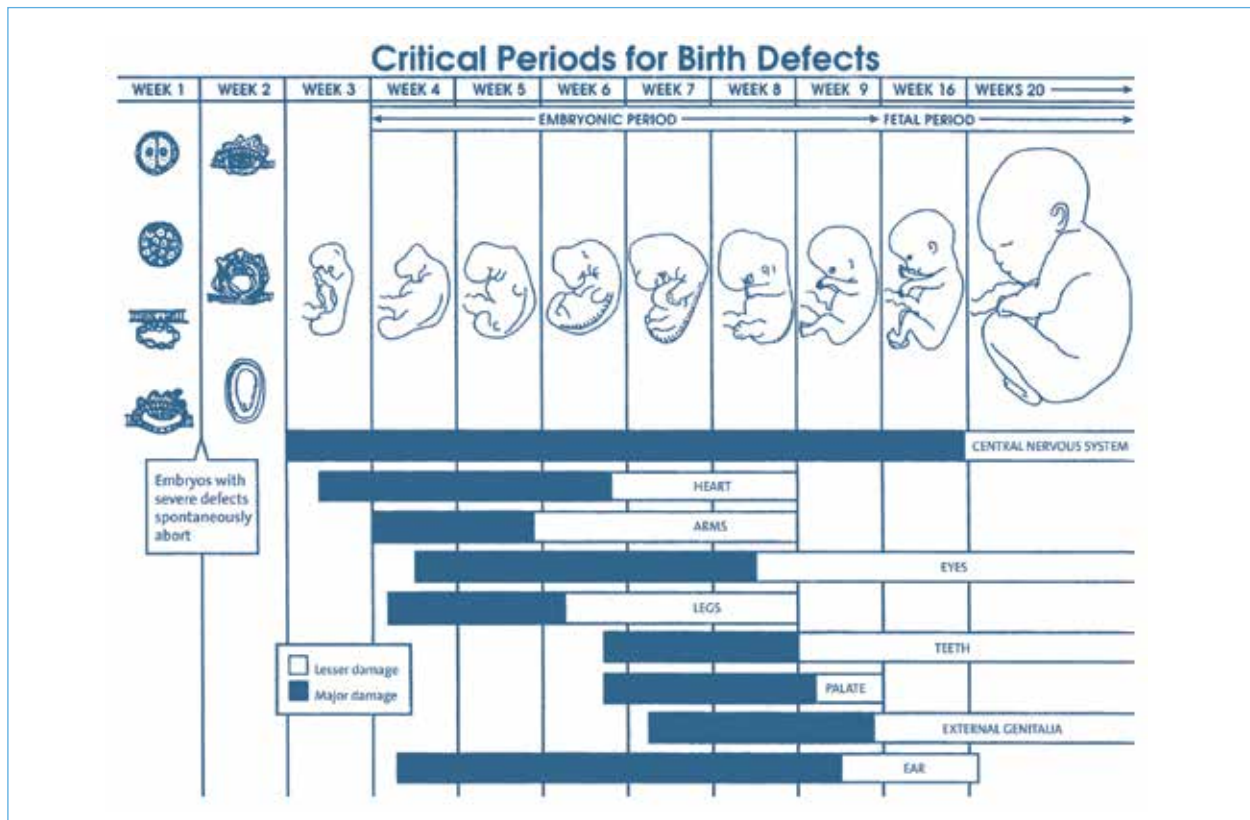 Critical Periods for Birth Defects
WEEK 1 WEEK 2 WEEK 3 WEEK 4 WEEK 5 WEEK 6 WEEK 7 WEEK 8 WEEK 9 WEEK 16 WEEKS 20
EMBRYONIC PERIOD FETAL PERIOD
CENTRAL NERVOUS SYSTEM
Embryos with
severe defects
spontaneously
abort
HEART
ARMS
EYES
LEGS
TEETH
Lesser damage
Major damage
PALATE
EXTERNAL GENITALIA
EAR